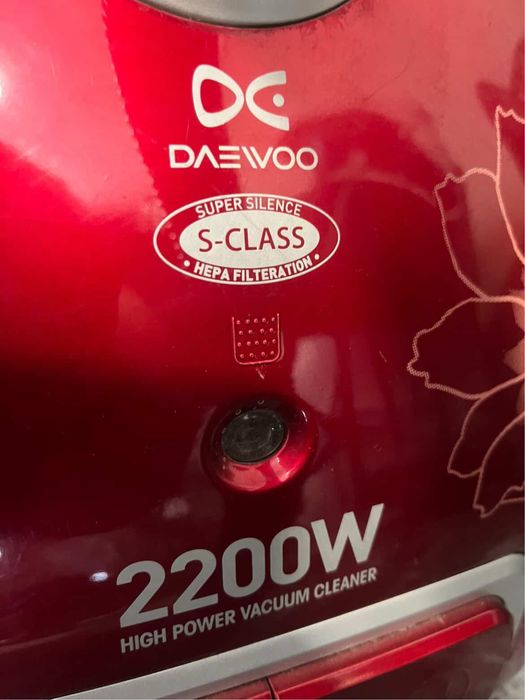 DAEWOO
SUPER SILENCE
S-CLASS
• HEPA FILTERATION •
2200W
HIGH POWER VACUUM CLEANER